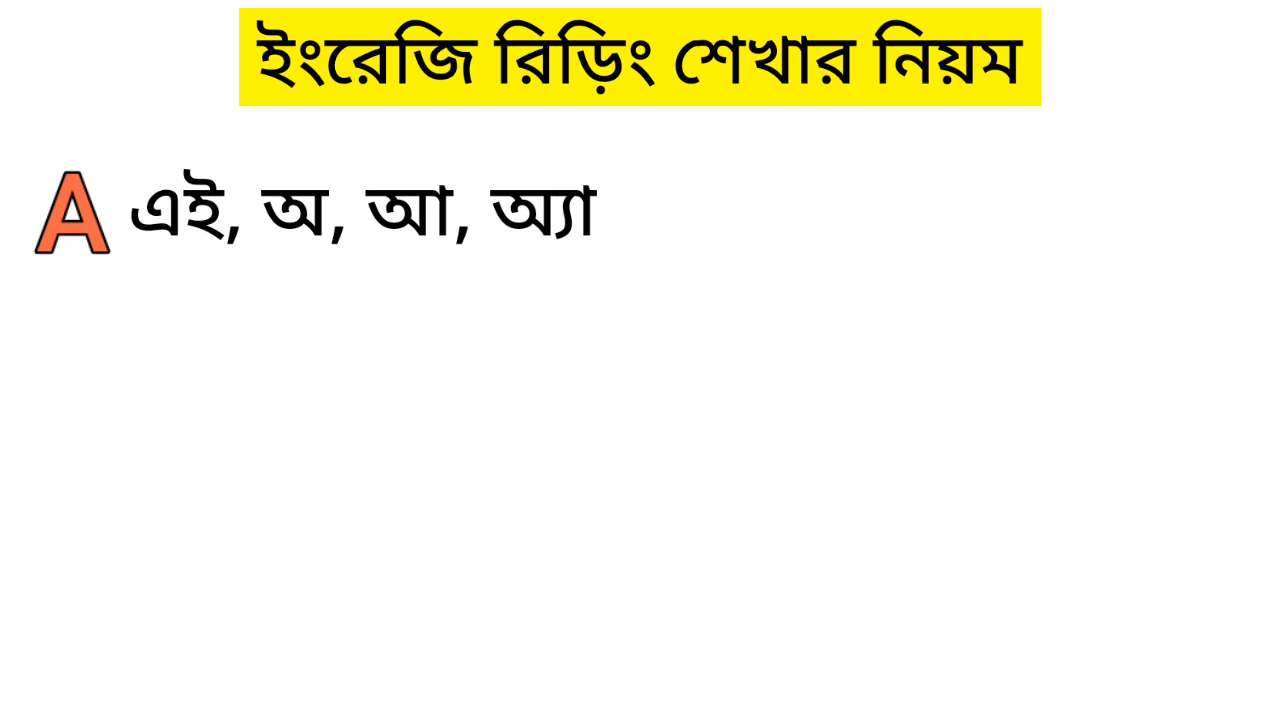 ইংরেজি রিড়িং শেখার নিয়ম
A এই, অ, আ, অ্যা